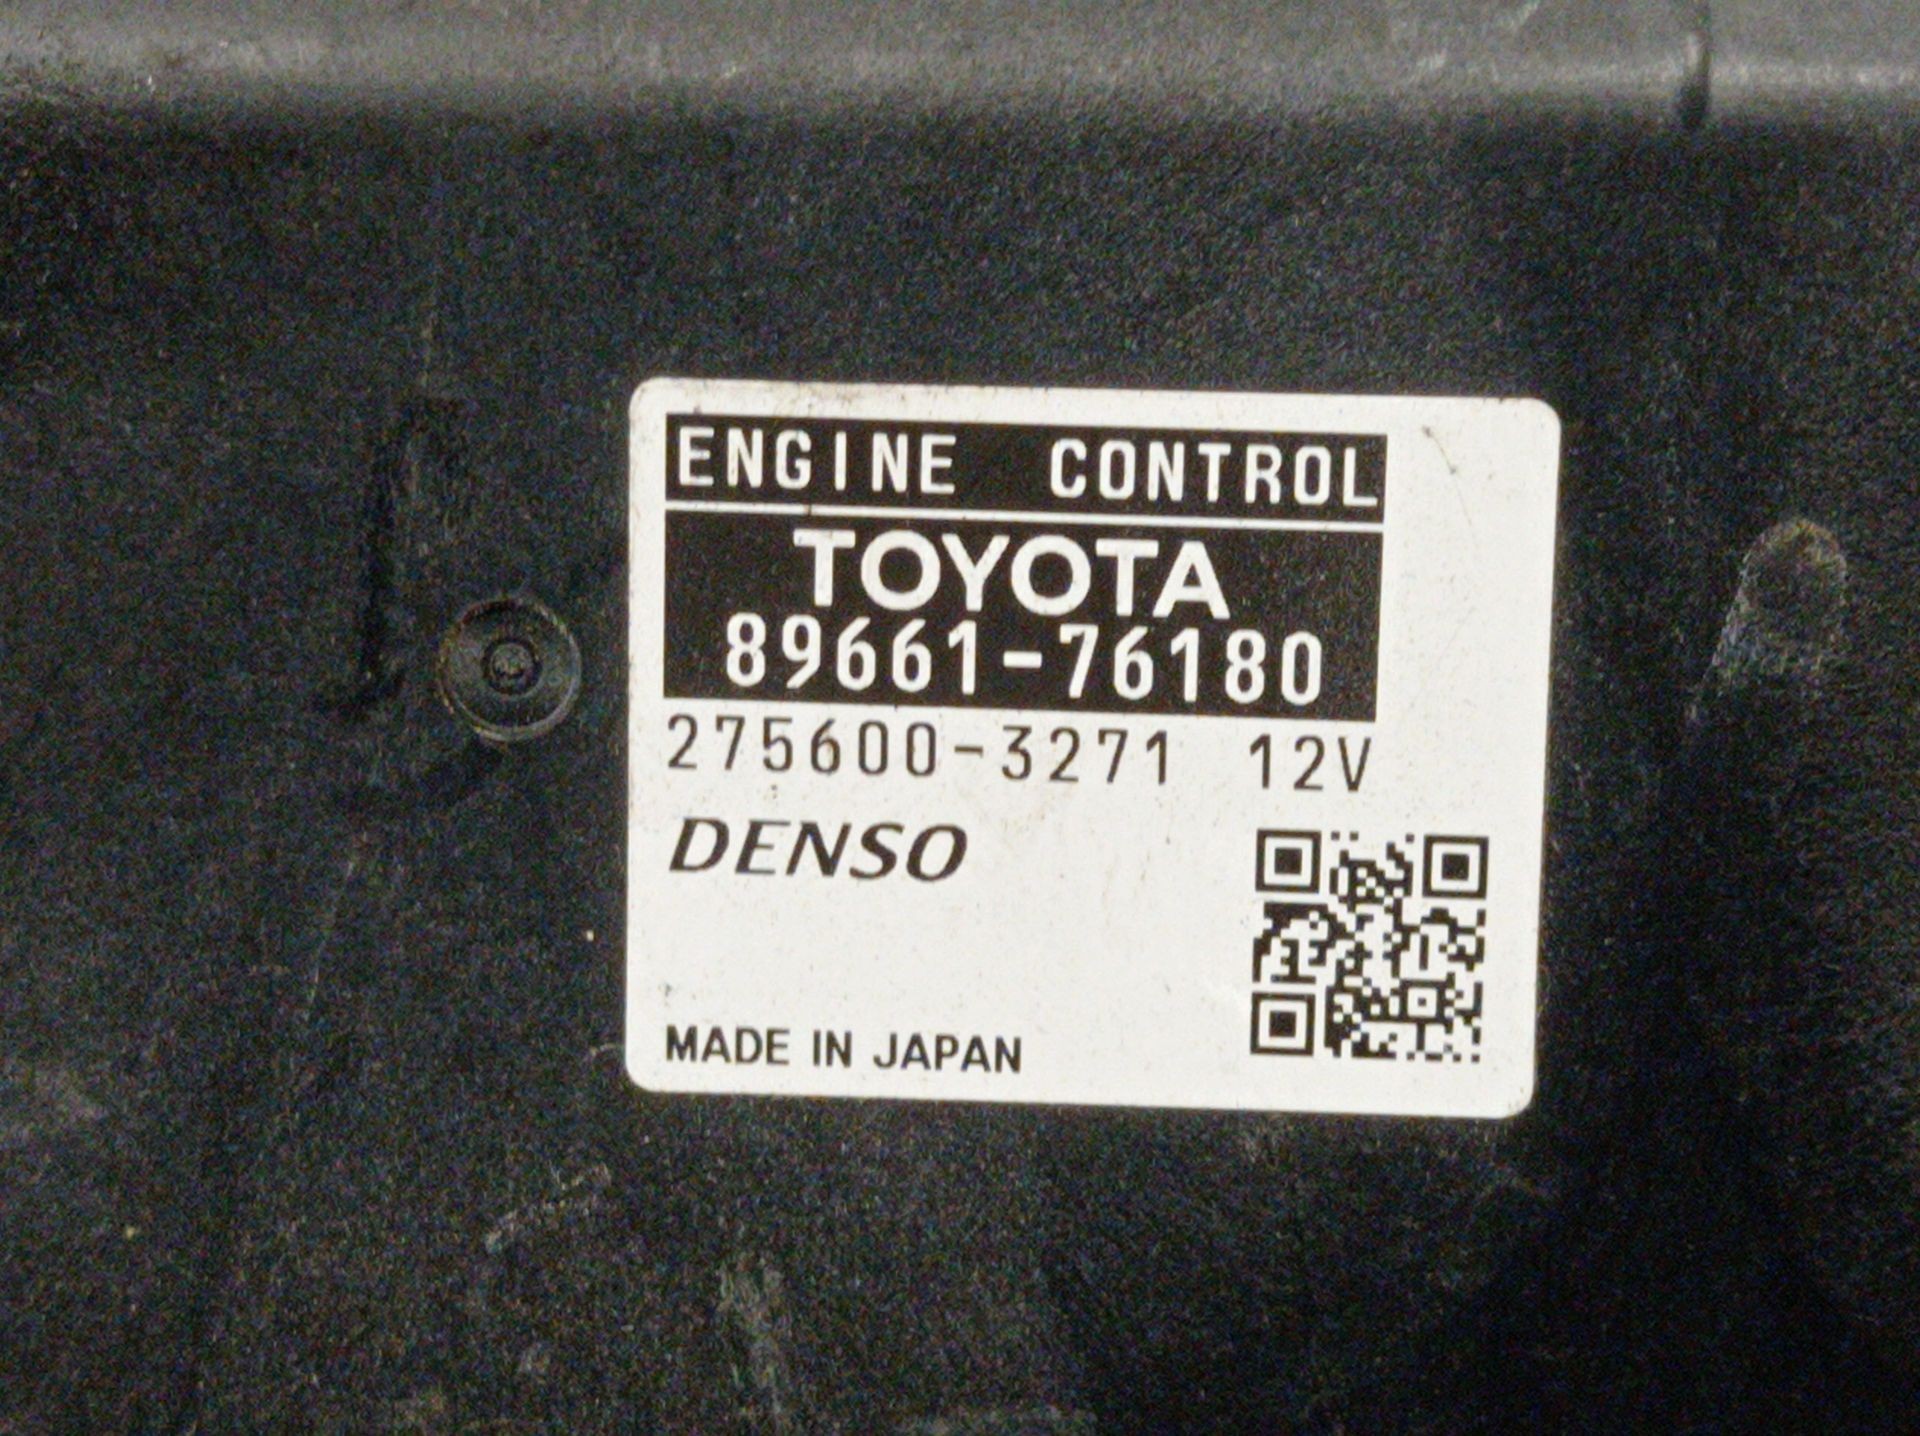 ENGINE CONTROL
TOYOTA
89661-76180
275600-3271 12V
DENSO
MADE IN JAPAN